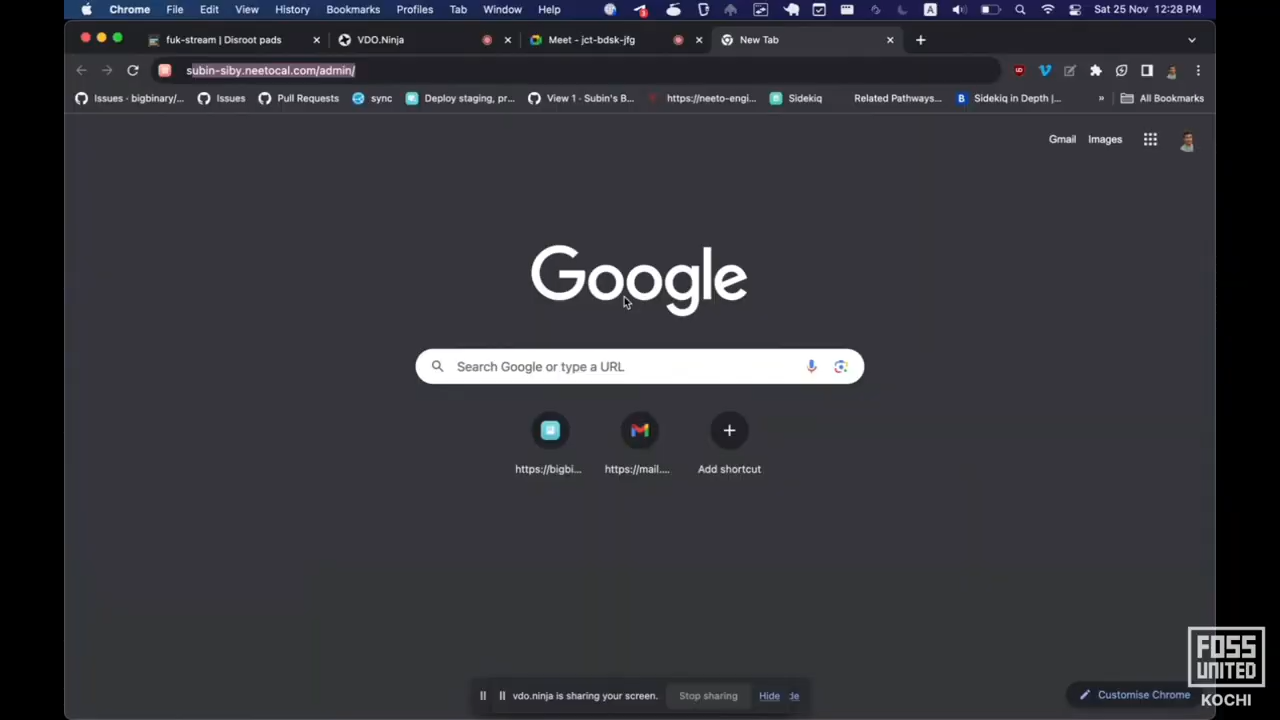 Chrome File Edit View History Bookmarks Profiles Tab Window Help A Sat 25 Nov 12:28 PM
fuk-stream | Disroot pads VDO.Ninja Meet - jct-bdsk-jfg New Tab
subin-siby.neetocal.com/admin/
Issues · bigbinary/... Issues Pull Requests sync Deploy staging, pr... View 1 - Subin's B... https://neeto-engi... Sidekiq Related Pathways... B Sidekiq in Depth |... » All Bookmarks
Gmail Images
Google
Search Google or type a URL
https://bigbi... https://mail.... Add shortcut
vdo.ninja is sharing your screen. Stop sharing Hide de
Customise Chrome
FOSS
UNITED
KOCHI